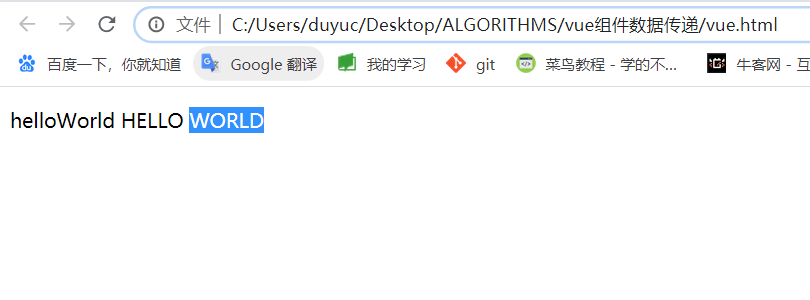 文件 C:/Users/duyuc/Desktop/ALGORITHMS/vue组件数据传递/vue.html
百度一下，你就知道 Google 翻译 我的学习 git 菜鸟教程 - 学的不... 牛客网 - 互
helloWorld HELLO WORLD